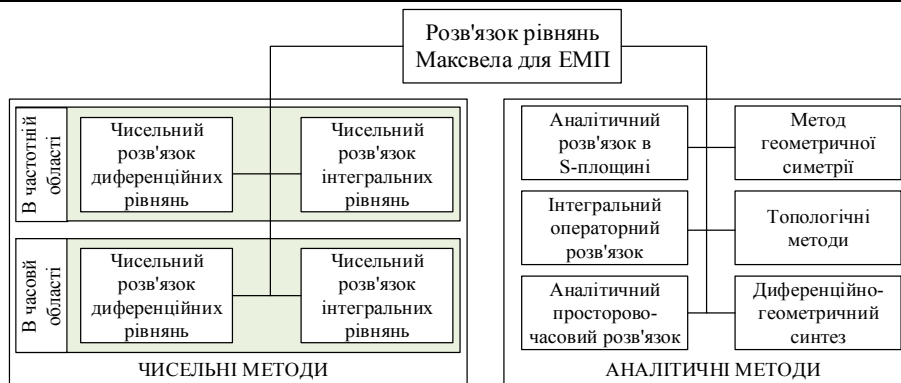 Розв'язок рівнянь
Максвела для ЕМП
В частотній
області
Чисельний
розв'язок
диференційних
рівнянь
Чисельний
розв'язок
інтегральних
рівнянь
В часовй
області
Чисельний
розв'язок
диференційних
рівнянь
Чисельний
розв'язок
інтегральних
рівнянь
ЧИСЕЛЬНІ МЕТОДИ
Аналітичний
розв'язок в
S-площині
Метод
геометричної
симетрії
Інтегральний
операторний
розв'язок
Топологічні
методи
Аналітичний
просторово-
часовий розв'язок
Диференційно-
геометричний
синтез
АНАЛІТИЧНІ МЕТОДИ